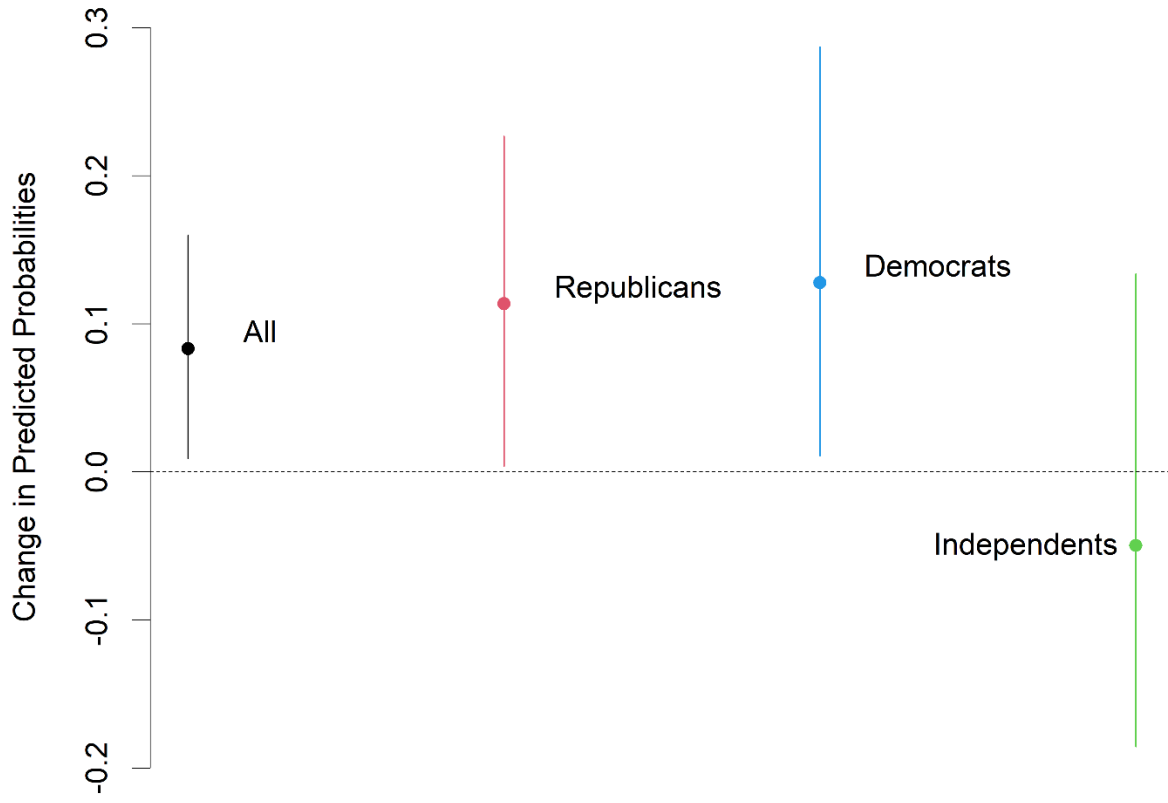 Change in Predicted Probabilities
0.3
0.2
0.1
0.0
-0.1
-0.2
All
Republicans
Democrats
Independents